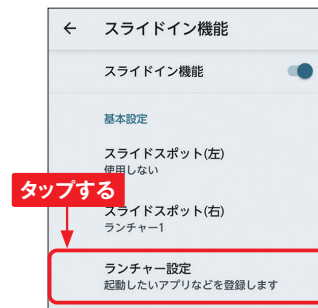 ← スライドイン機能
スライドイン機能
基本設定
スライドスポット(左)
使用しない
タップする
スライドスポット(右)
ランチャー1
ランチャー設定
起動したいアプリなどを登録します